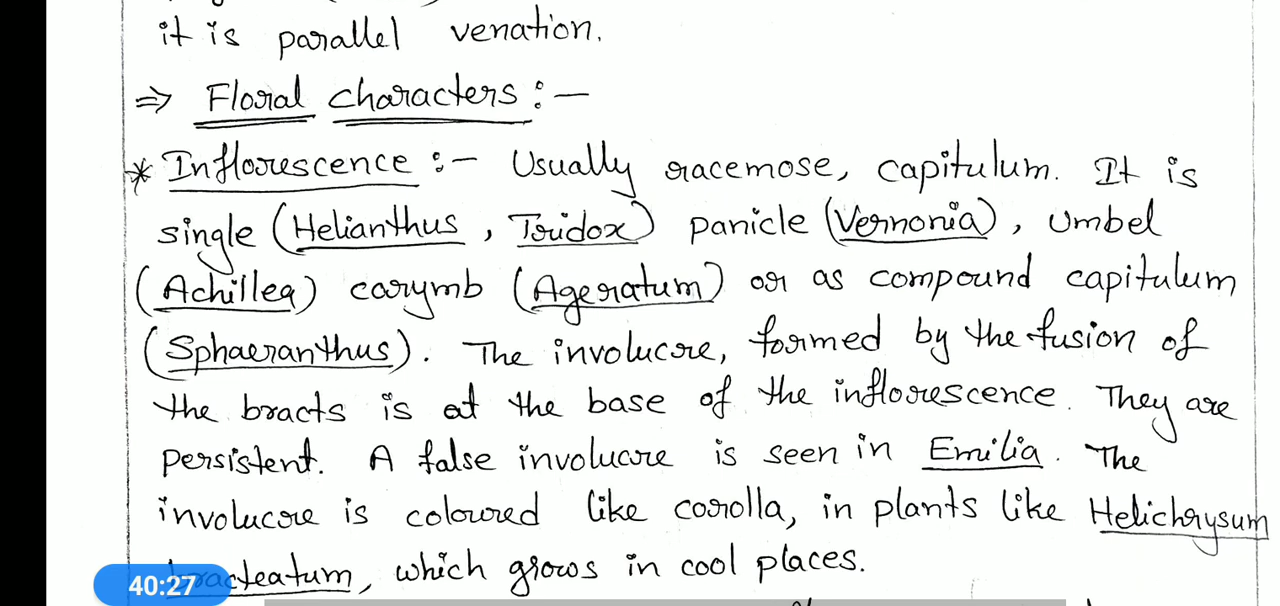 it is parallel venation.
⇒ Floral characters :-
* Inflorescence :- Usually racemose, capitulum. It is
single (Helianthus, Tridox) panicle (Vernonia), Umbel
(Achillea) corymb (Ageratum) or as compound capitulum
(Sphaeranthus). The involucre, formed by the fusion of
the bracts is at the base of the inflorescence. They are
persistent. A false involucre is seen in Emilia. The
involucre is coloured like corolla, in plants like Helichrysum
bracteatum, which grows in cool places.
40:27